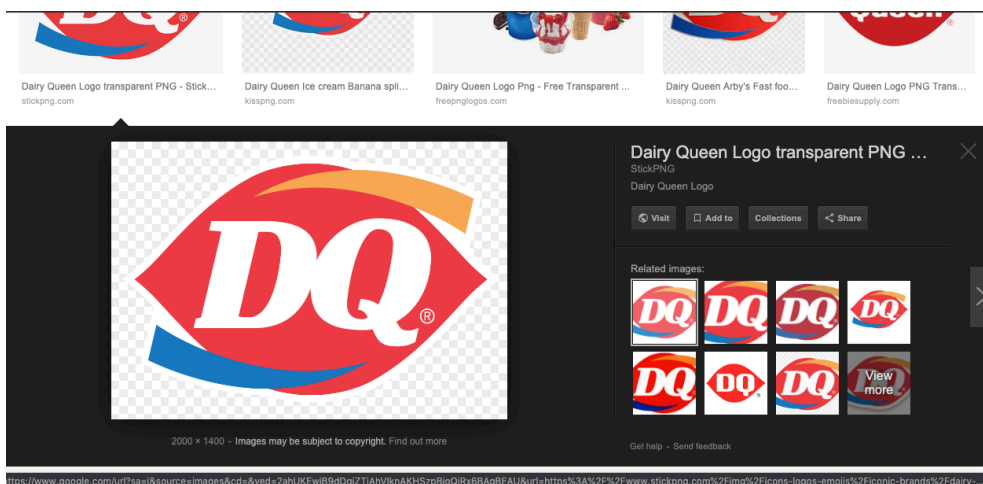 Queen®
Dairy Queen Logo transparent PNG - Stick...
stickpng.com
Dairy Queen Ice cream Banana spli...
kisspng.com
Dairy Queen Logo Png - Free Transparent ...
freepnglogos.com
Dairy Queen Arby's Fast foo...
kisspng.com
Dairy Queen Logo PNG Trans...
freebiesupply.com
DQ®
2000 × 1400 - Images may be subject to copyright. Find out more
Dairy Queen Logo transparent PNG ...
StickPNG
Dairy Queen Logo
Visit Add to Collections Share
Related images:
DQ DQ DQ DQ
DQ DQ DQ View more
Get help - Send feedback